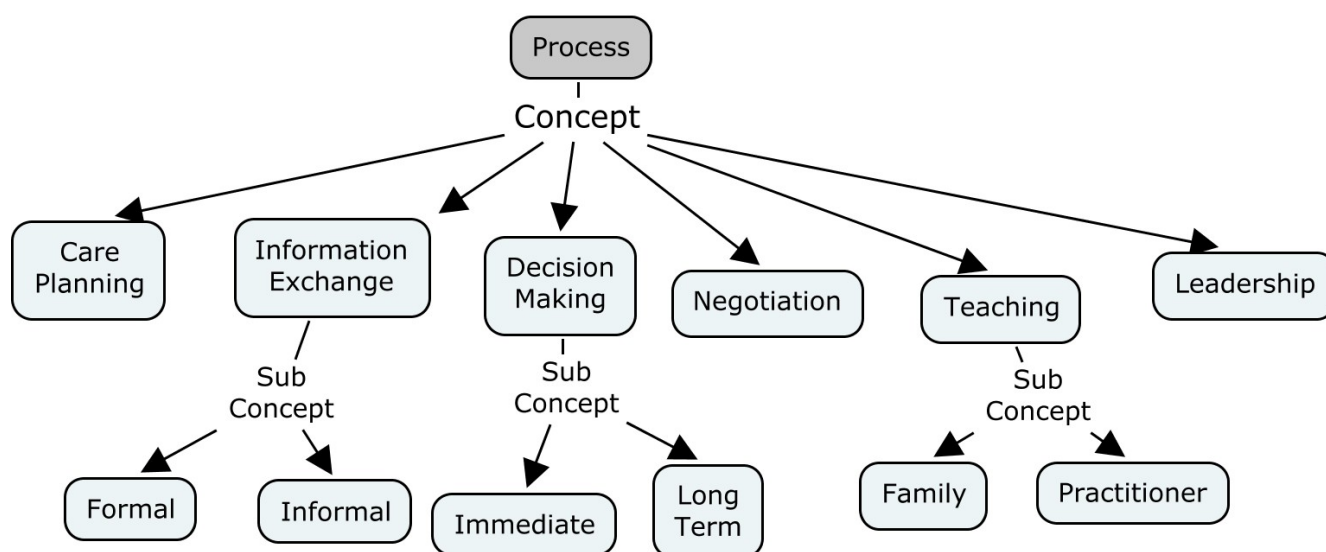 Process
Concept
Care
Planning
Information
Exchange
Decision
Making
Negotiation
Teaching
Leadership
Sub
Concept
Sub
Concept
Sub
Concept
Formal
Informal
Immediate
Long
Term
Family
Practitioner